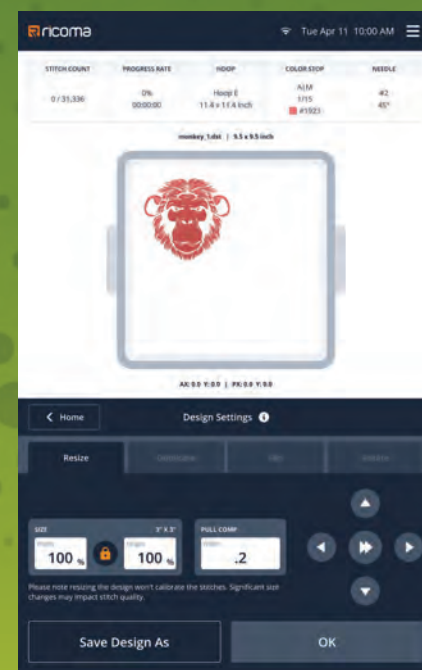 ricoma
Tue Apr 11 10:00 AM
STITCH COUNT PROGRESS RATE HOOP COLOR STOP NEEDLE
0 / 31,336 0% Hoop E A|M #2
00:00:00 11.4 x 11.4 inch 1/15 45°
#1921
monkey_1.dst | 9.5 x 9.5 inch
AX: 0.0 Y: 0.0 | PX: 0.0 Y: 0.0
Home Design Settings
Resize
SIZE 3" X 3" PULL COMP
Width Height
100 % 100 % .2
Please note resizing the design won't calibrate the stitches. Significant size
changes may impact stitch quality.
Save Design As OK